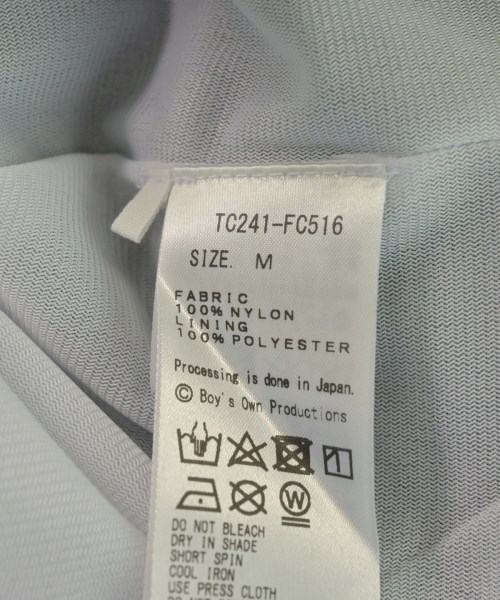 TC241-FC516
SIZE. M
FABRIC
100% NYLON
LINING
100% POLYESTER
Processing is done in Japan.
© Boy's Own Productions
W
DO NOT BLEACH
DRY IN SHADE
SHORT SPIN
COOL IRON
USE PRESS CLOTH